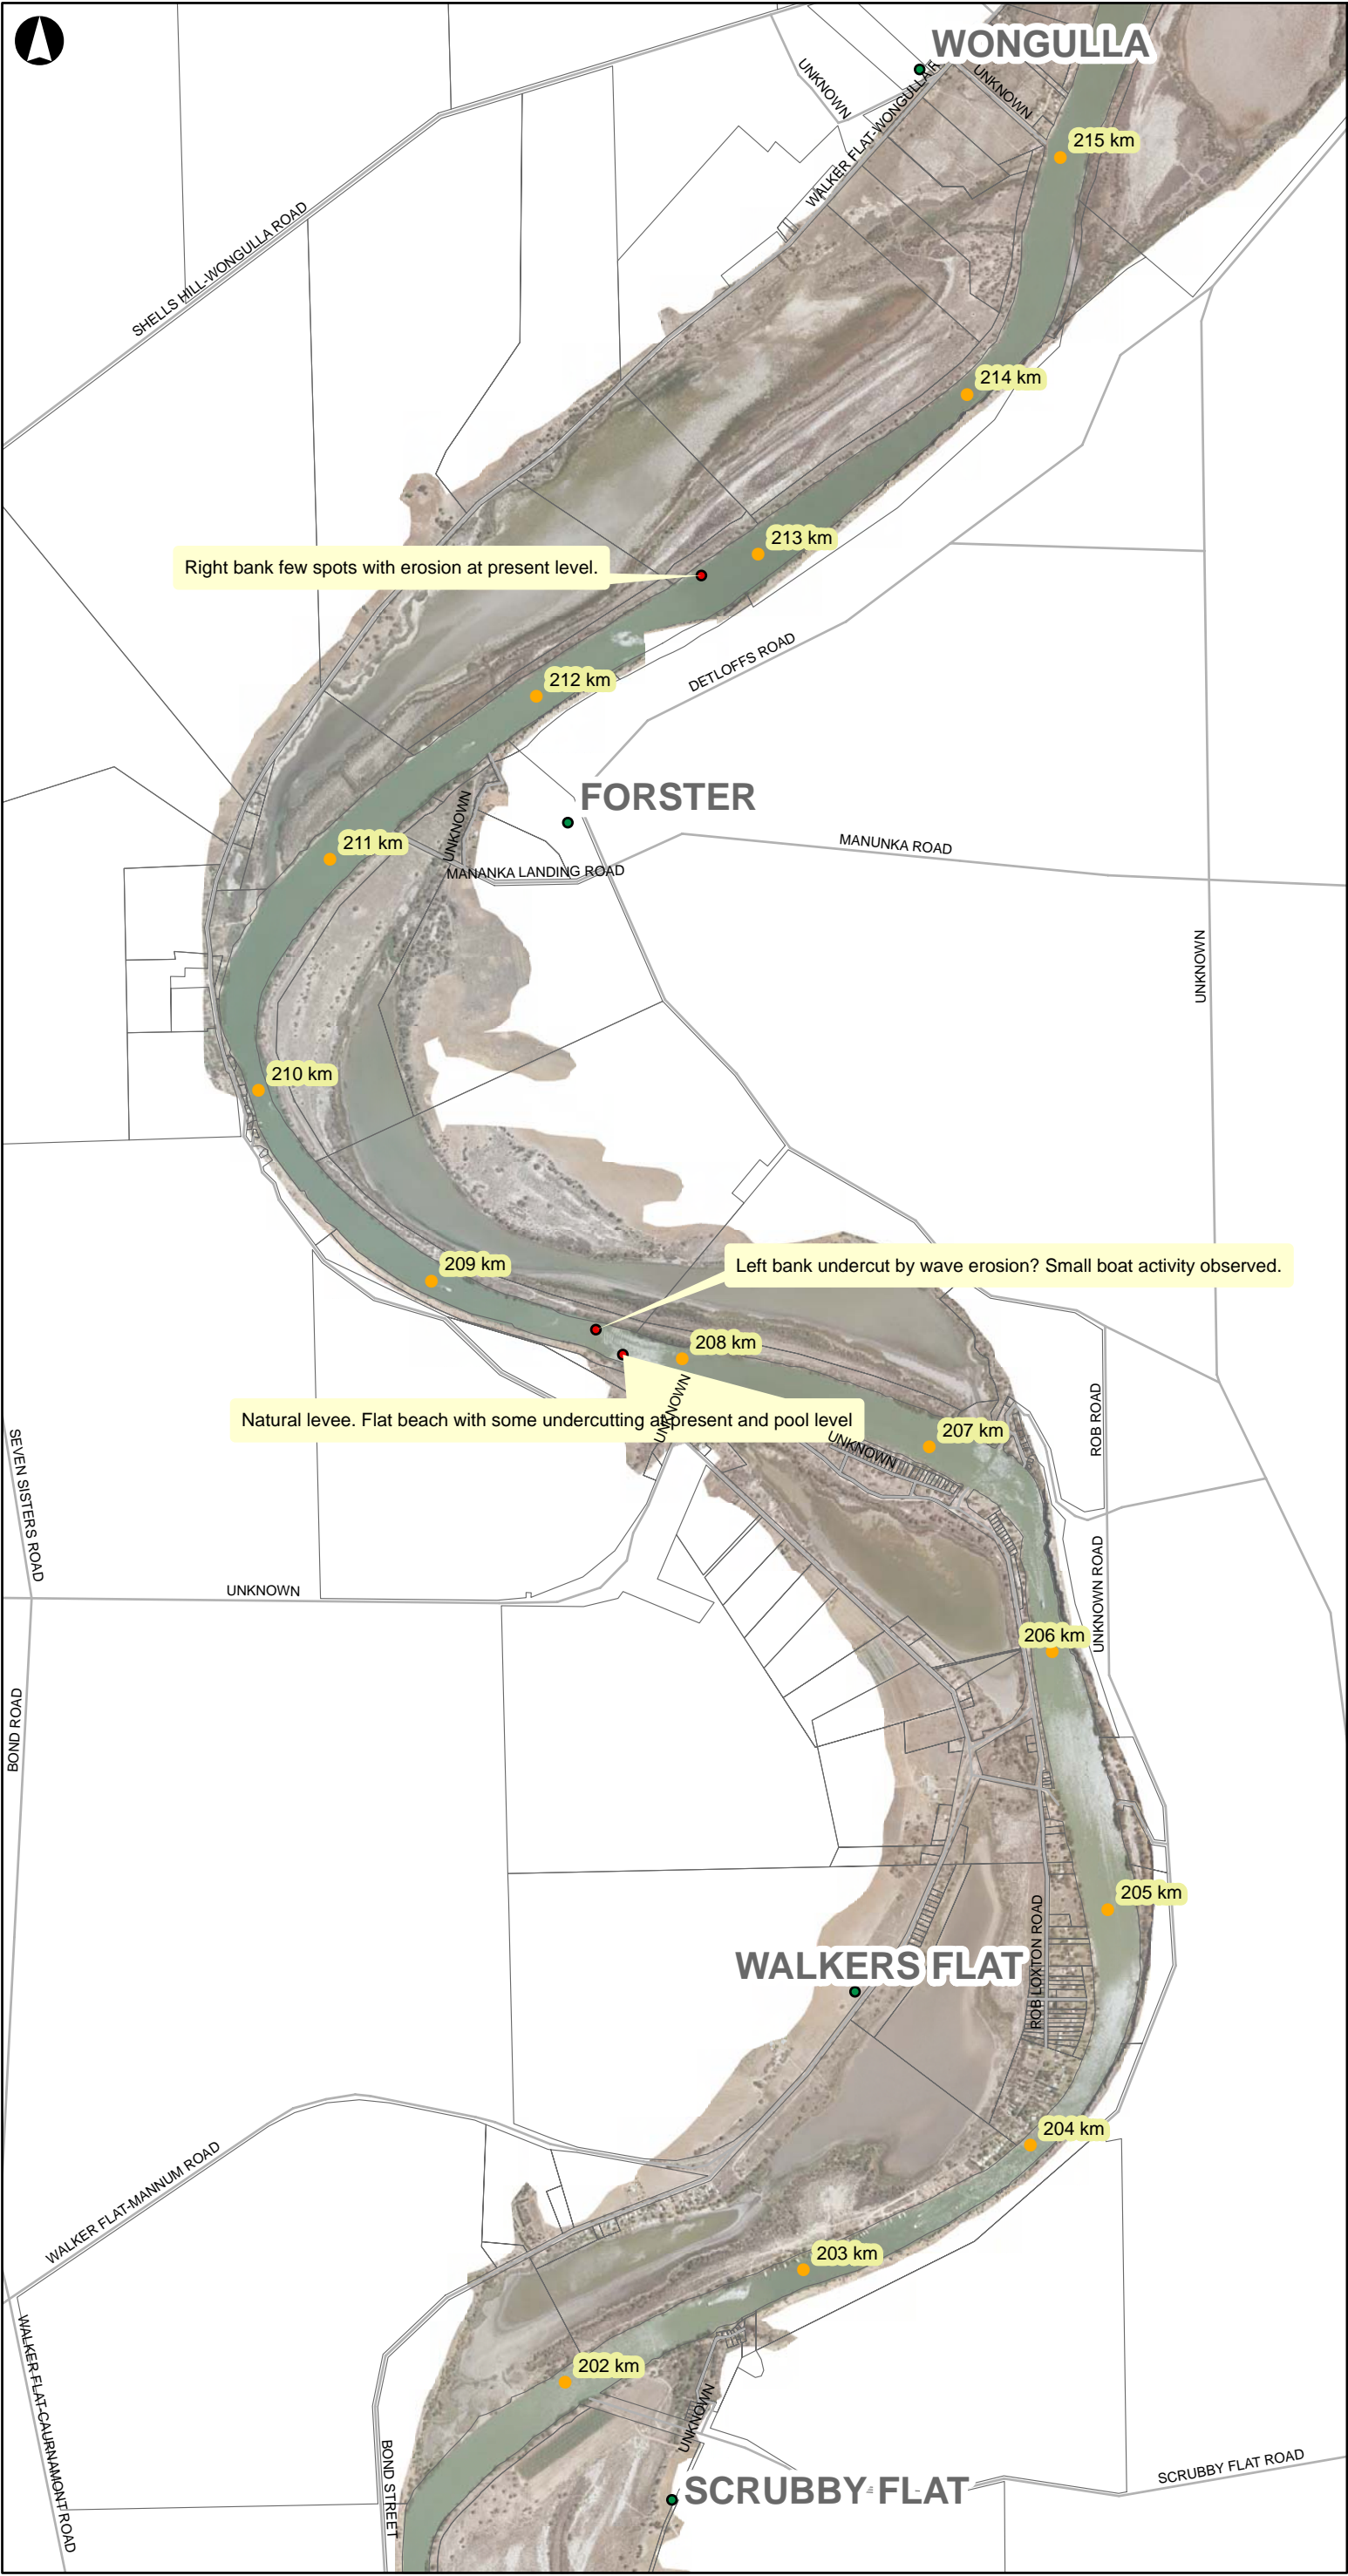 WONGULLA
UNKNOWN
UNKNOWN
WALKER FLAT-WONGULLA R
215 km
SHELLS HILL-WONGULLA ROAD
214 km
213 km
Right bank few spots with erosion at present level.
DETLOFFS ROAD
212 km
FORSTER
211 km
UNKNOWN
MANUNKA ROAD
MANANKA LANDING ROAD
UNKNOWN
210 km
Left bank undercut by wave erosion? Small boat activity observed.
209 km
208 km
Natural levee. Flat beach with some undercutting at present and pool level
UNKNOWN
UNKNOWN
207 km
ROB ROAD
SEVEN SISTERS ROAD
UNKNOWN
UNKNOWN ROAD
206 km
BOND ROAD
205 km
ROB LOXTON ROAD
WALKERS FLAT
204 km
WALKER FLAT-MANNUM ROAD
203 km
202 km
WALKER FLAT-CAURNAMONT ROAD
BOND STREET
UNKNOWN
SCRUBBY FLAT
SCRUBBY FLAT ROAD